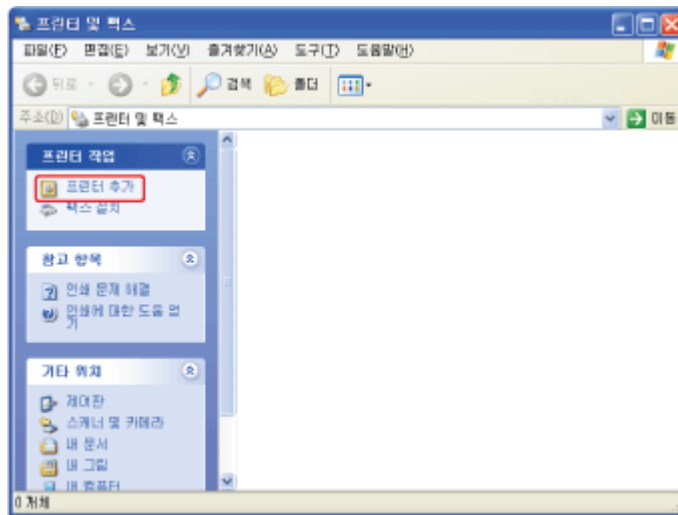 프린터 및 팩스
파일(F) 편집(E) 보기(V) 즐겨찾기(A) 도구(T) 도움말(H)
뒤로 검색 폴더
주소(D) 프린터 및 팩스 이동
프린터 작업
프린터 추가
팩스 설치
참고 항목
인쇄 문제 해결
인쇄에 대한 도움 얻
기
기타 위치
제어판
스캐너 및 카메라
내 문서
내 그림
내 컴퓨터
0 개체